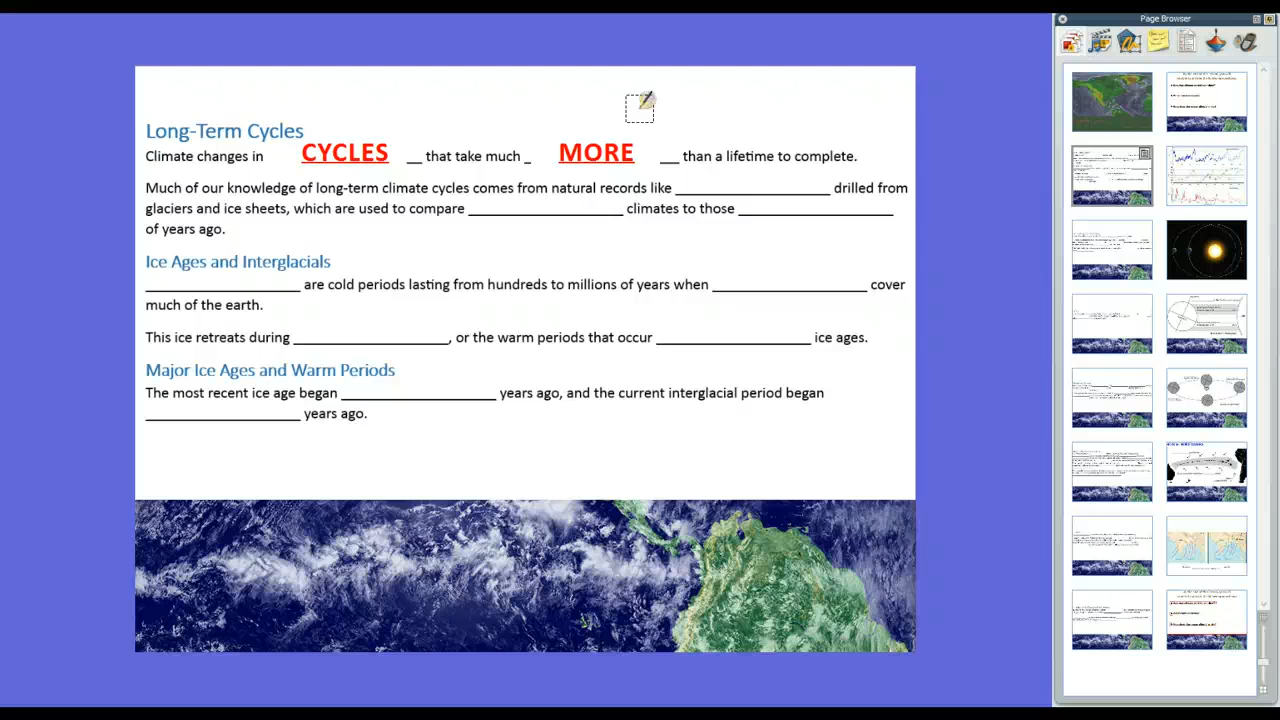 Page Browser
Long-Term Cycles
Climate changes in CYCLES __ that take much _ MORE ___ than a lifetime to complete.
Much of our knowledge of long-term climate cycles comes from natural records like ____________________ drilled from
glaciers and ice sheets, which are used to compare ____________________ climates to those ____________________
of years ago.
Ice Ages and Interglacials
____________________ are cold periods lasting from hundreds to millions of years when ____________________ cover
much of the earth.
This ice retreats during ____________________, or the warm periods that occur ____________________ ice ages.
Major Ice Ages and Warm Periods
The most recent ice age began ____________________ years ago, and the current interglacial period began
____________________ years ago.